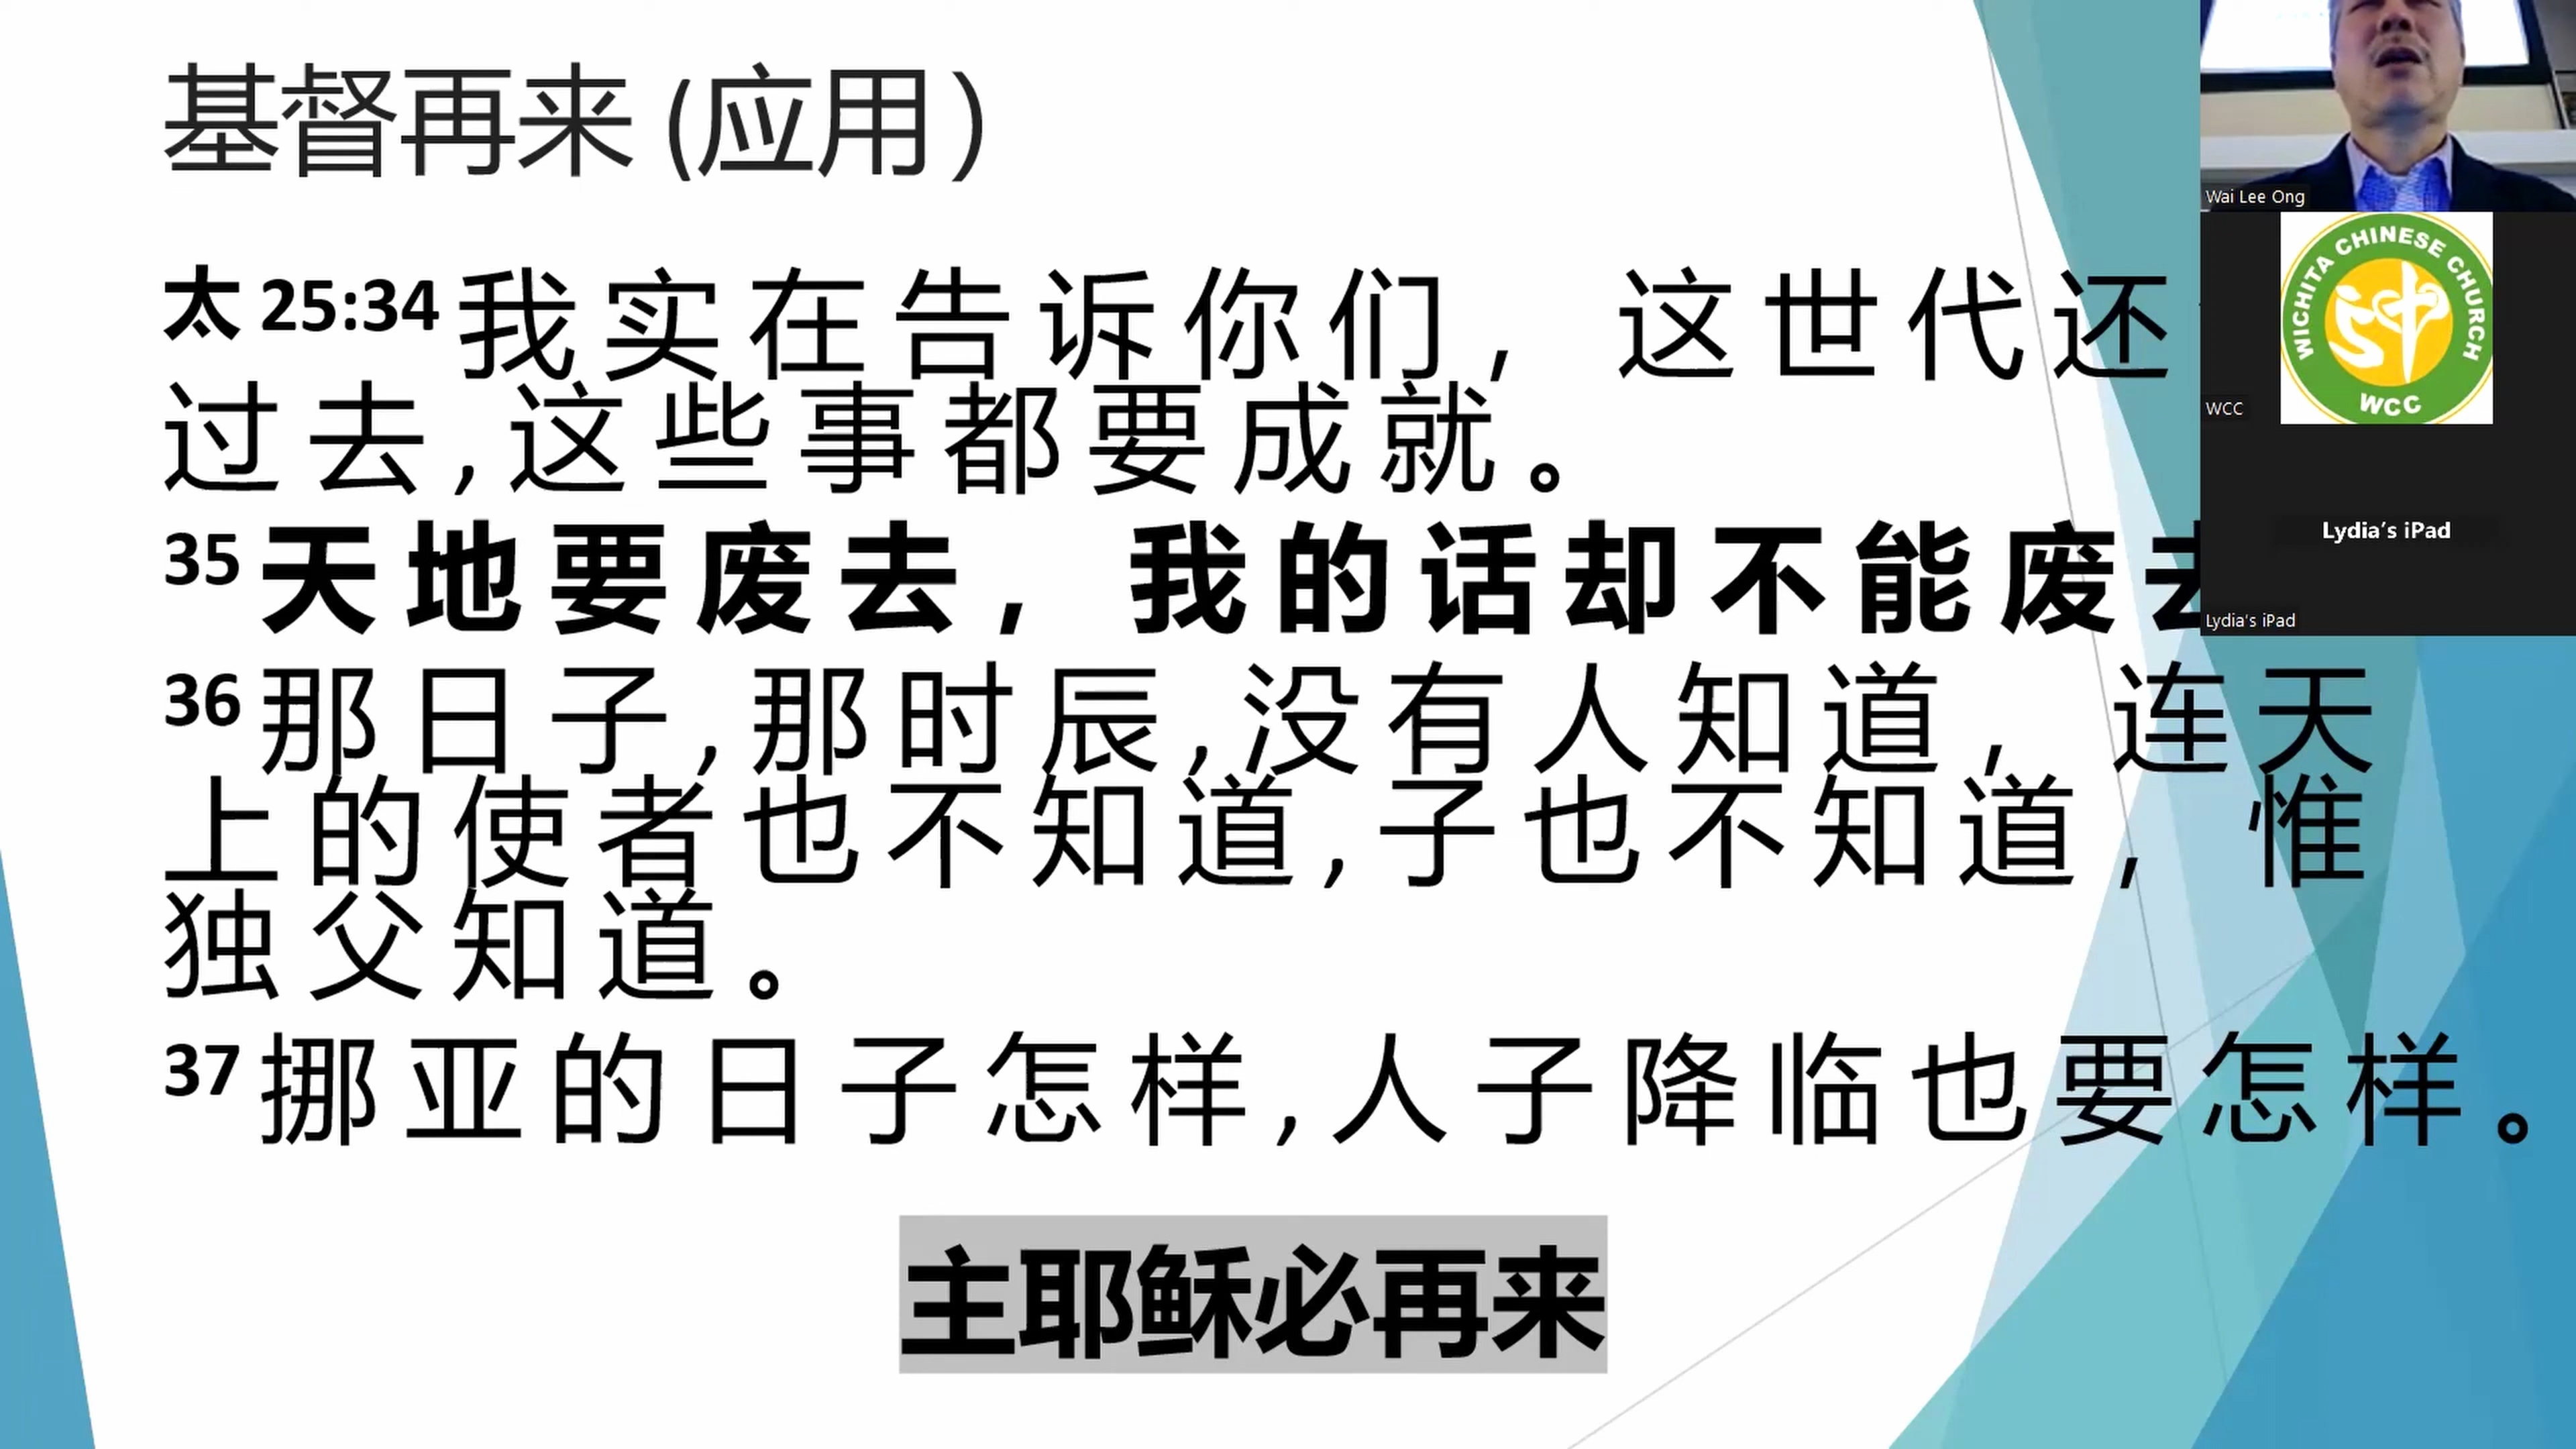 基督再来 (应用)
太 25:34 我实在告诉你们, 这世代还
过去,这些事都要成就。
35 天地要废去, 我的话却不能废去
36 那日子,那时辰,没有人知道, 连天
上的使者也不知道,子也不知道, 惟
独父知道。
37 挪亚的日子怎样,人子降临也要怎样。
主耶稣必再来
Wai Lee Ong
WICHITA CHINESE CHURCH
WCC
WCC
Lydia's iPad
Lydia's iPad